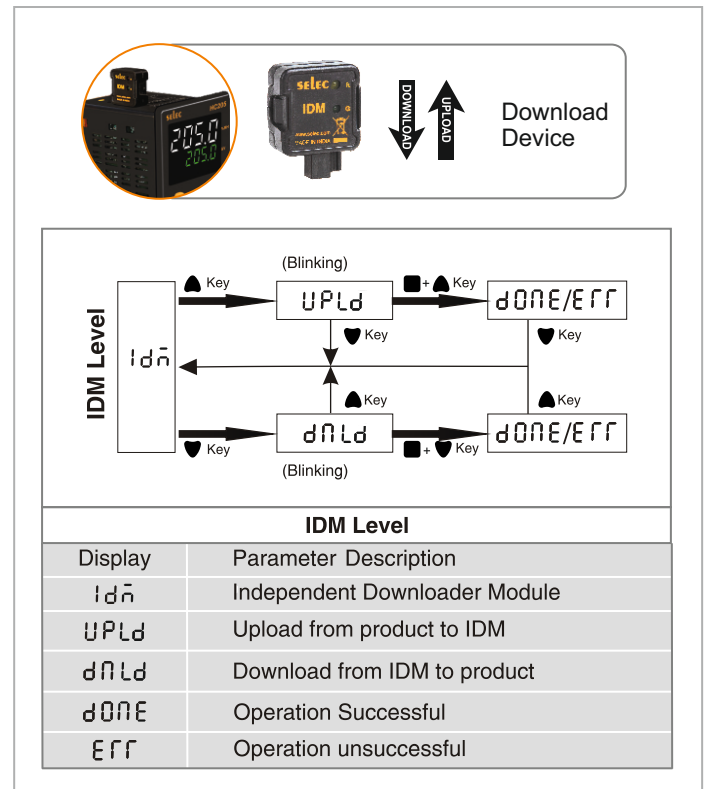 selec
IDM
selec
HC205
205.0
205.0
selec
IDM
www.selec.com
MADE IN INDIA
DOWNLOAD
UPLOAD
Download
Device
IDM Level
(Blinking)
Key
UPLd
+ Key
dONE/Err
Key
Key
Idm
Key
Key
Key
dNLd
+ Key
dONE/Err
(Blinking)
IDM Level
Display Parameter Description
Idm Independent Downloader Module
UPLd Upload from product to IDM
dNLd Download from IDM to product
dONE Operation Successful
Err Operation unsuccessful